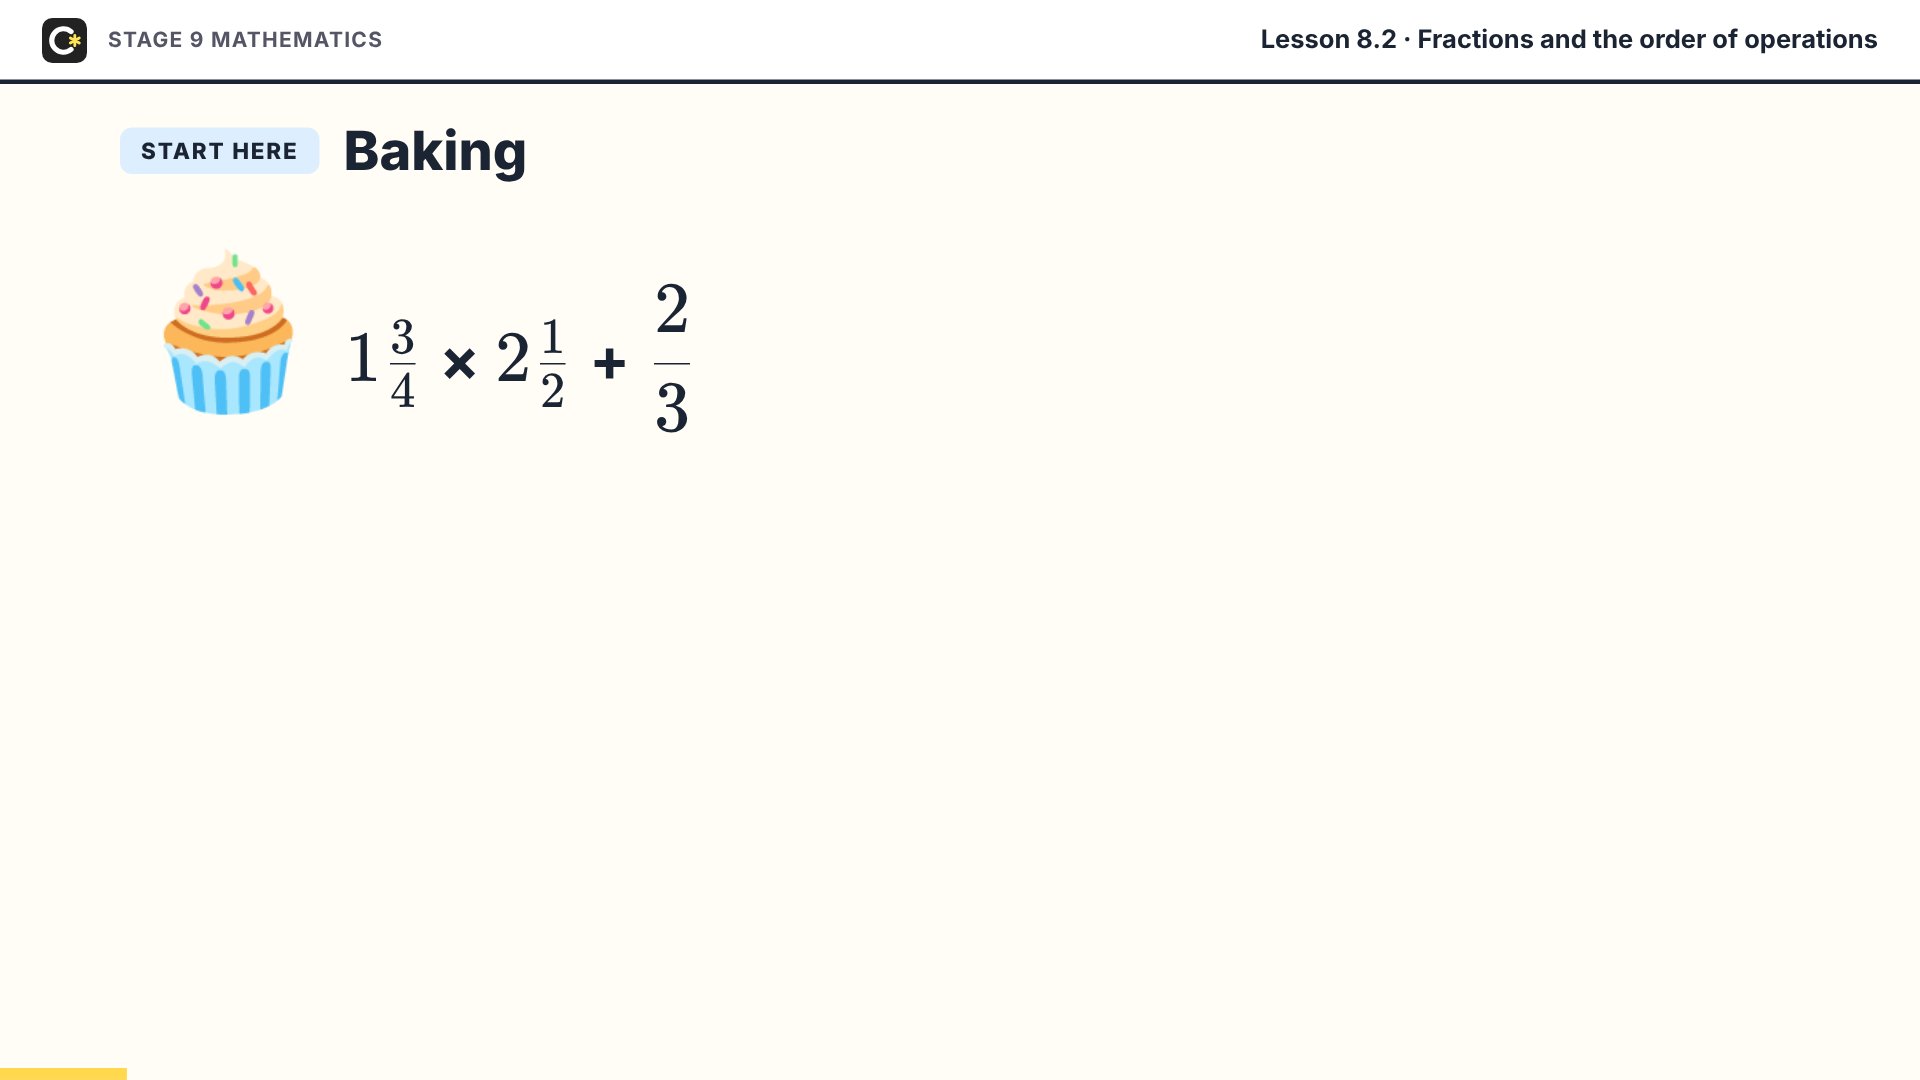 STAGE 9 MATHEMATICS
Lesson 8.2 · Fractions and the order of operations
START HERE
Baking
1 3/4 × 2 1/2 + 2/3